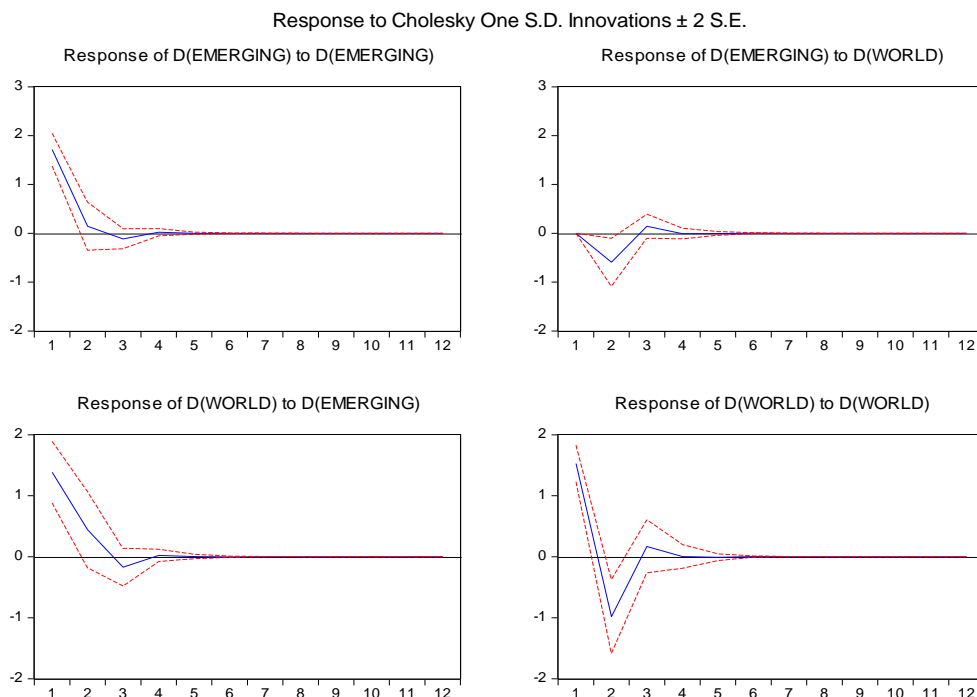 Response to Cholesky One S.D. Innovations ± 2 S.E.
Response of D(EMERGING) to D(EMERGING)
3
2
1
0
-1
-2
1 2 3 4 5 6 7 8 9 10 11 12
Response of D(EMERGING) to D(WORLD)
3
2
1
0
-1
-2
1 2 3 4 5 6 7 8 9 10 11 12
Response of D(WORLD) to D(EMERGING)
2
1
0
-1
-2
1 2 3 4 5 6 7 8 9 10 11 12
Response of D(WORLD) to D(WORLD)
2
1
0
-1
-2
1 2 3 4 5 6 7 8 9 10 11 12